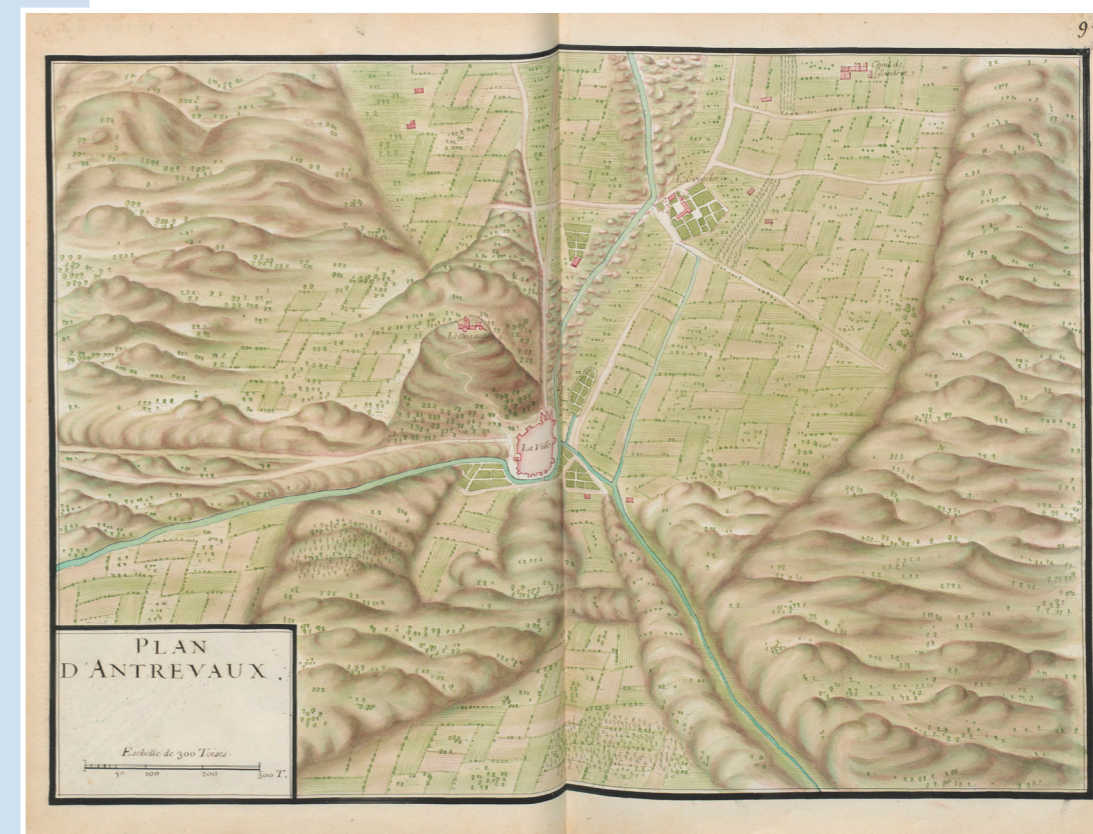 9
La Ville
PLAN
D'ANTREVAUX.
Eschelle de 300 Toises.
50 100 200 300 T.